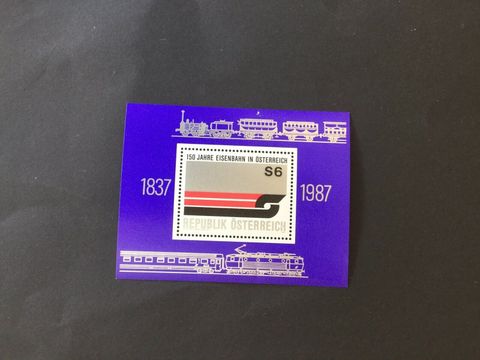 150 JAHRE EISENBAHN IN ÖSTERREICH
S6
1837
1987
REPUBLIK ÖSTERREICH